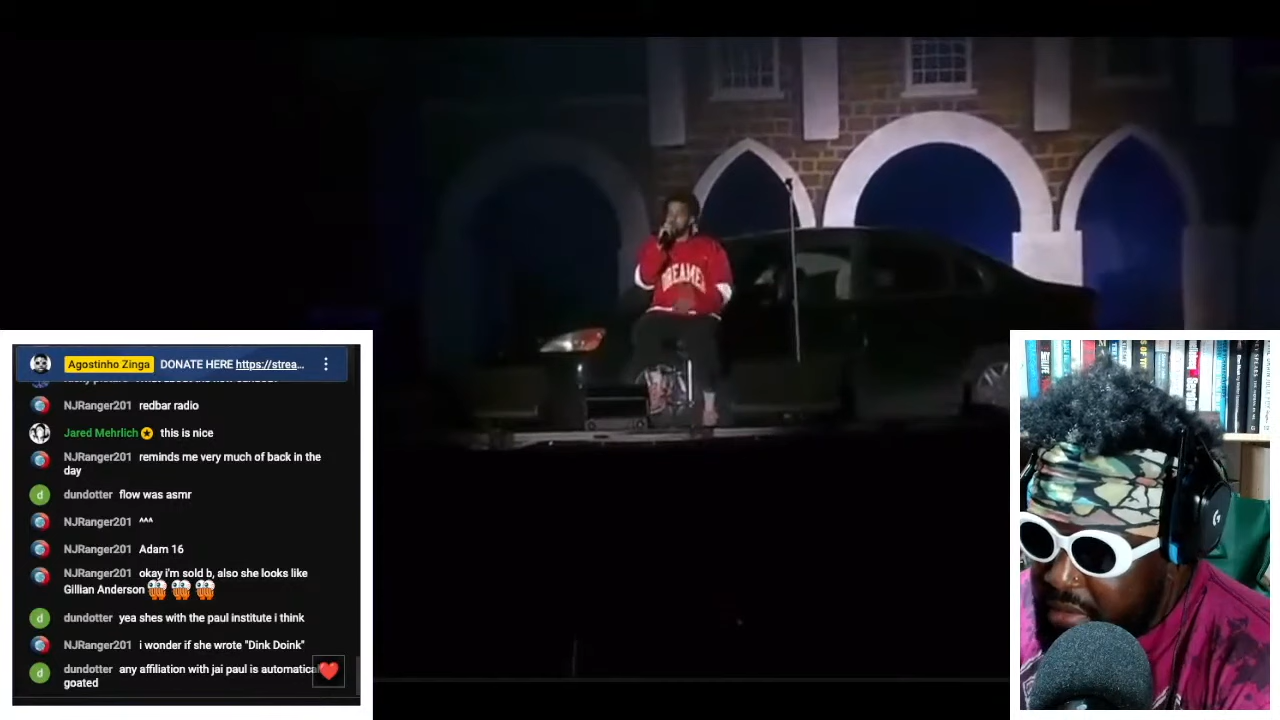 DREAMER
Agostinho Zinga DONATE HERE https://strea...
NJRanger201 redbar radio
Jared Mehrlich this is nice
NJRanger201 reminds me very much of back in the
day
dundotter flow was asmr
NJRanger201 ^^^
NJRanger201 Adam 16
NJRanger201 okay i'm sold b, also she looks like
Gillian Anderson
dundotter yea shes with the paul institute i think
NJRanger201 i wonder if she wrote "Dink Doink"
dundotter any affiliation with jai paul is automatical
goated